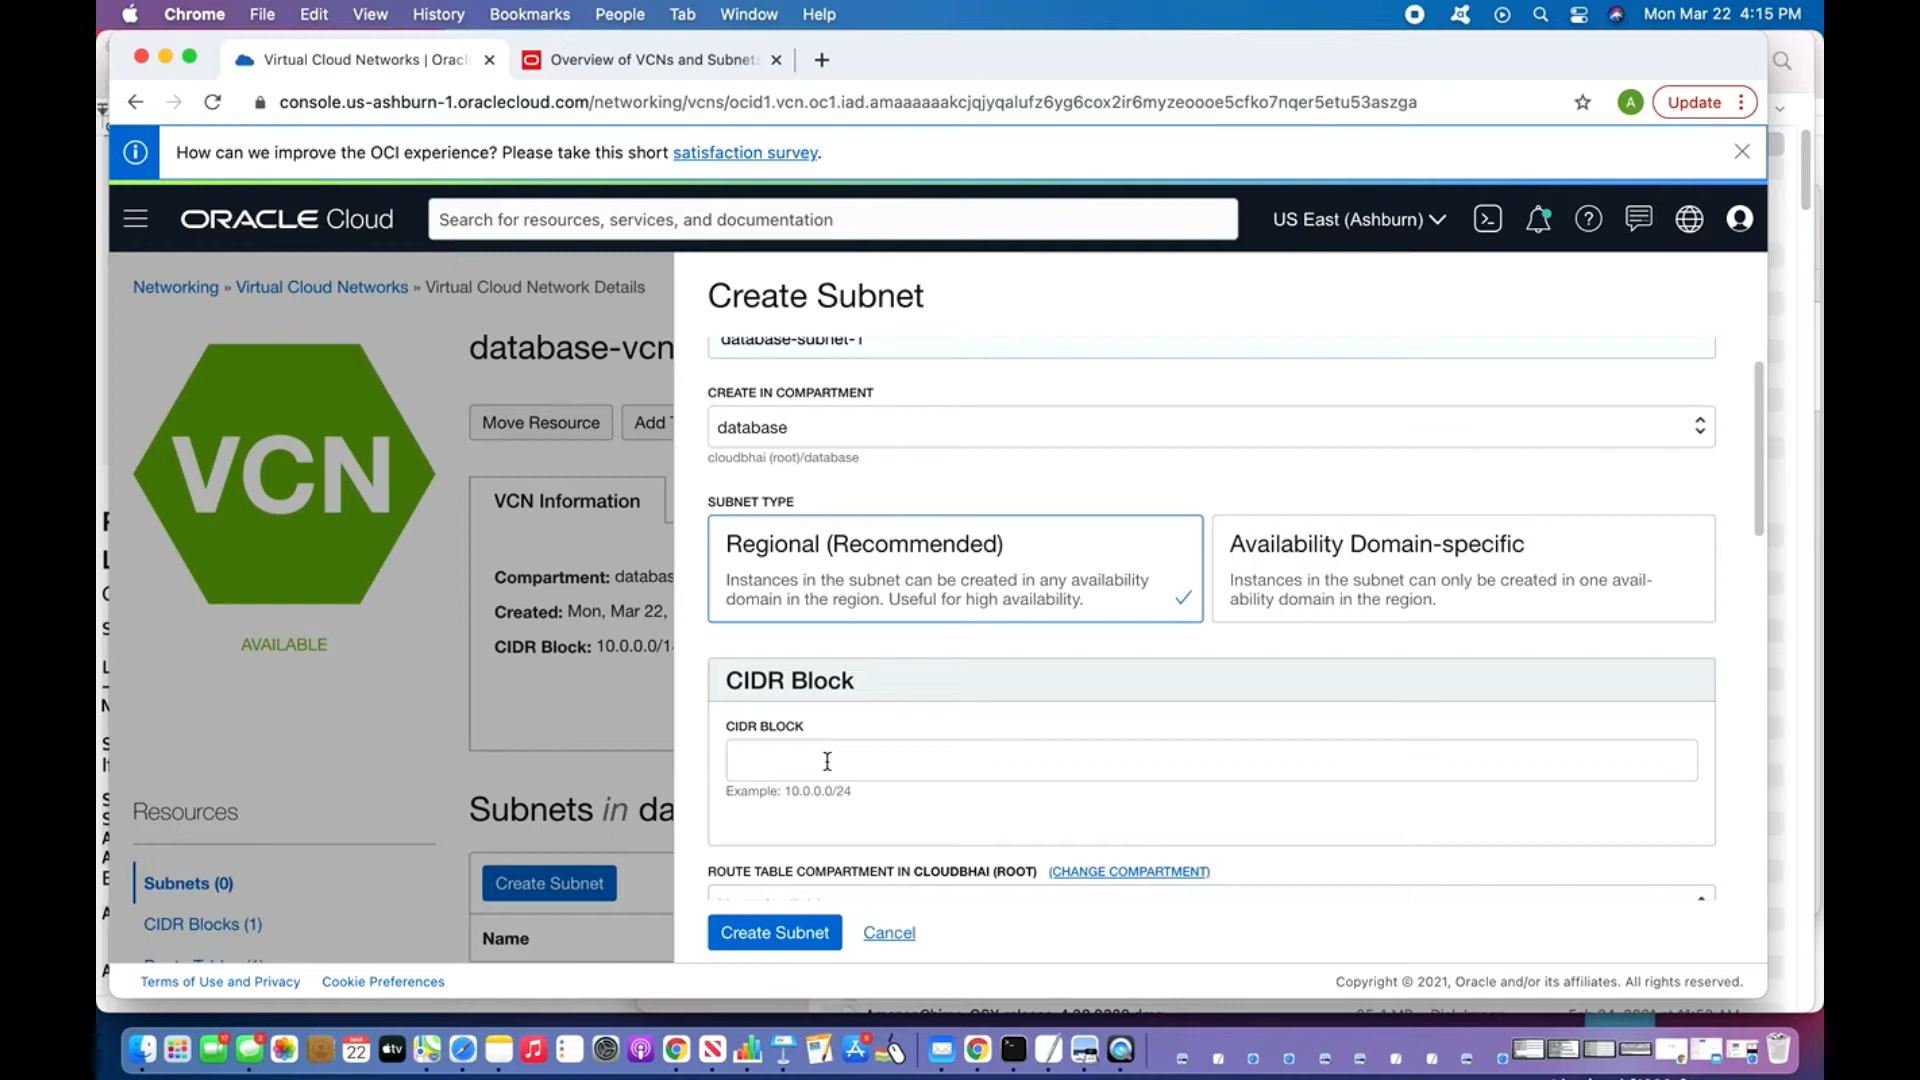 Chrome File Edit View History Bookmarks People Tab Window Help Mon Mar 22 4:15 PM
Virtual Cloud Networks | Oracl Overview of VCNs and Subnet
console.us-ashburn-1.oraclecloud.com/networking/vcns/ocid1.vcn.oc1.iad.amaaaaaakcjqjyqalufz6yg6cox2ir6myzeoooe5cfko7nqer5etu53aszga Update
How can we improve the OCI experience? Please take this short satisfaction survey.
ORACLE Cloud Search for resources, services, and documentation US East (Ashburn)
Networking » Virtual Cloud Networks » Virtual Cloud Network Details
VCN
AVAILABLE
database-vcn
Move Resource Add
VCN Information
Compartment: databas
Created: Mon, Mar 22,
CIDR Block: 10.0.0.0/1
Resources
Subnets (0)
CIDR Blocks (1)
Subnets in da
Create Subnet
Name
Create Subnet
database-subnet-1
CREATE IN COMPARTMENT
database
cloudbhai (root)/database
SUBNET TYPE
Regional (Recommended)
Instances in the subnet can be created in any availability
domain in the region. Useful for high availability.
Availability Domain-specific
Instances in the subnet can only be created in one avail-
ability domain in the region.
CIDR Block
CIDR BLOCK
Example: 10.0.0.0/24
ROUTE TABLE COMPARTMENT IN CLOUDBHAI (ROOT) (CHANGE COMPARTMENT)
Create Subnet Cancel
Terms of Use and Privacy Cookie Preferences Copyright © 2021, Oracle and/or its affiliates. All rights reserved.